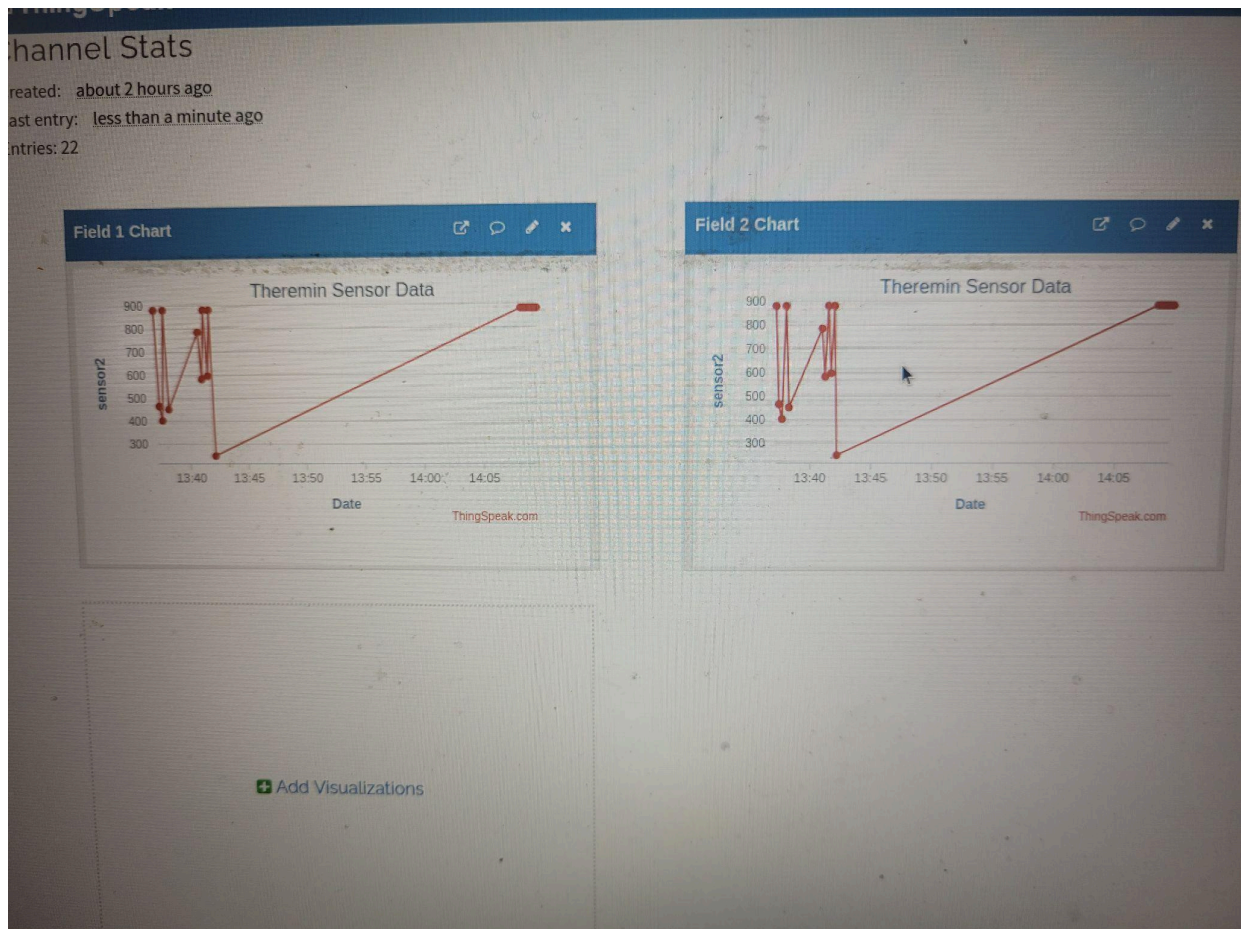 ThingSpeak
Channel Stats
reated: about 2 hours ago
ast entry: less than a minute ago
ntries: 22
Field 1 Chart
Theremin Sensor Data
900
800
700
600
500
400
300
sensor2
13:40 13:45 13:50 13:55 14:00 14:05
Date
ThingSpeak.com
Field 2 Chart
Theremin Sensor Data
900
800
700
600
500
400
300
sensor2
13:40 13:45 13:50 13:55 14:00 14:05
Date
ThingSpeak.com
Add Visualizations